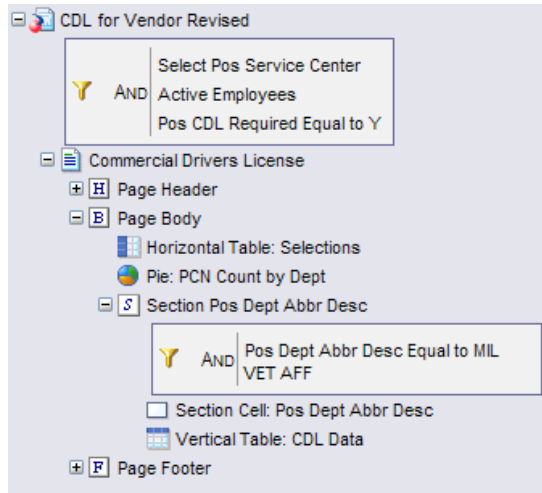 CDL for Vendor Revised
AND
Select Pos Service Center
Active Employees
Pos CDL Required Equal to Y
Commercial Drivers License
H Page Header
B Page Body
Horizontal Table: Selections
Pie: PCN Count by Dept
S Section Pos Dept Abbr Desc
AND
Pos Dept Abbr Desc Equal to MIL
VET AFF
Section Cell: Pos Dept Abbr Desc
Vertical Table: CDL Data
F Page Footer